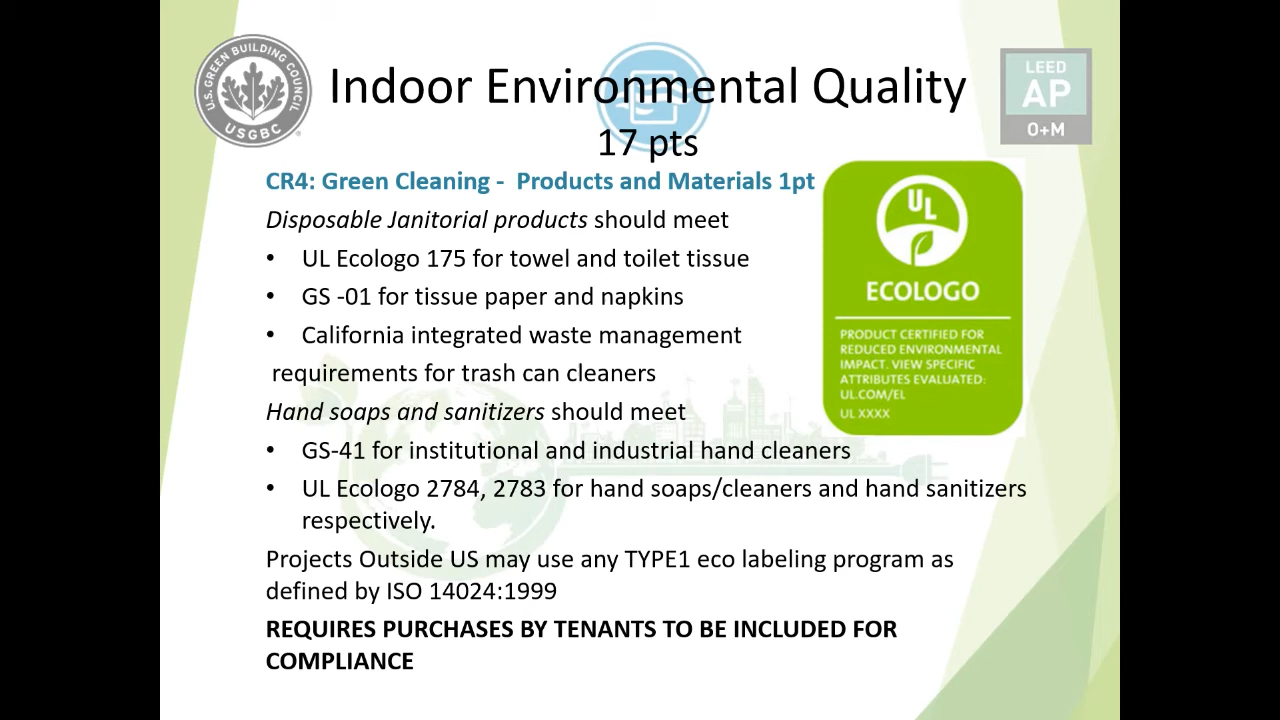 U.S. GREEN BUILDING COUNCIL
USGBC
Indoor Environmental Quality
17 pts
LEED
AP
O+M
CR4: Green Cleaning - Products and Materials 1pt
Disposable Janitorial products should meet
• UL Ecologo 175 for towel and toilet tissue
• GS -01 for tissue paper and napkins
• California integrated waste management
requirements for trash can cleaners
Hand soaps and sanitizers should meet
• GS-41 for institutional and industrial hand cleaners
• UL Ecologo 2784, 2783 for hand soaps/cleaners and hand sanitizers
respectively.
Projects Outside US may use any TYPE1 eco labeling program as
defined by ISO 14024:1999
REQUIRES PURCHASES BY TENANTS TO BE INCLUDED FOR
COMPLIANCE
UL
ECOLOGO
PRODUCT CERTIFIED FOR
REDUCED ENVIRONMENTAL
IMPACT. VIEW SPECIFIC
ATTRIBUTES EVALUATED:
UL.COM/EL
UL XXXX